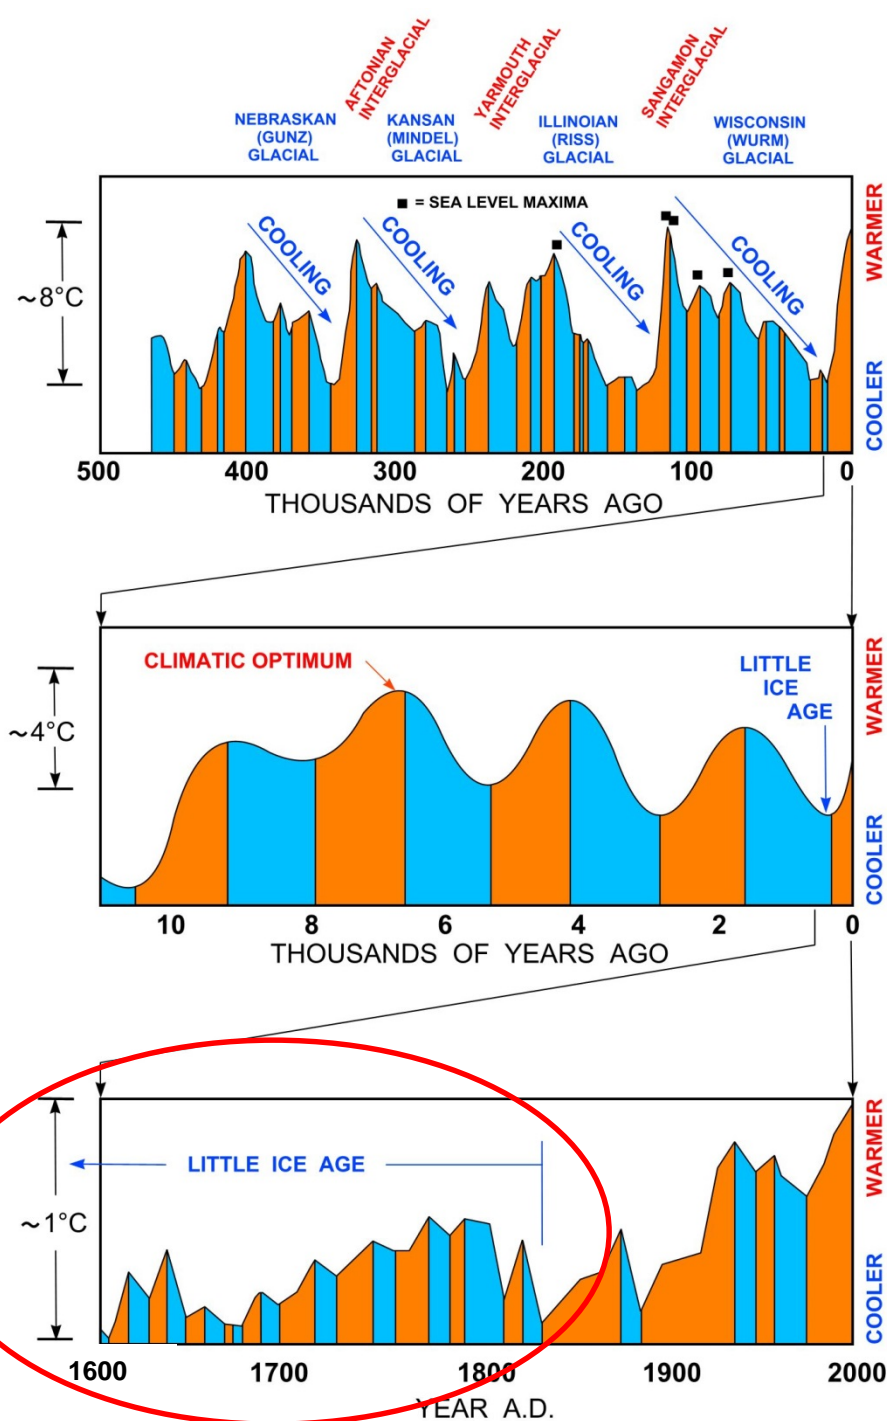 AFTONIAN
INTERGLACIAL
YARMOUTH
INTERGLACIAL
SANGAMON
INTERGLACIAL
NEBRASKAN
(GUNZ)
GLACIAL
KANSAN
(MINDEL)
GLACIAL
ILLINOIAN
(RISS)
GLACIAL
WISCONSIN
(WURM)
GLACIAL
■ = SEA LEVEL MAXIMA
COOLING
COOLING
COOLING
COOLING
~8°C
WARMER
COOLER
500 400 300 200 100 0
THOUSANDS OF YEARS AGO
CLIMATIC OPTIMUM
LITTLE
ICE
AGE
~4°C
WARMER
COOLER
10 8 6 4 2 0
THOUSANDS OF YEARS AGO
LITTLE ICE AGE
~1°C
WARMER
COOLER
1600 1700 1800 1900 2000
YEAR A.D.